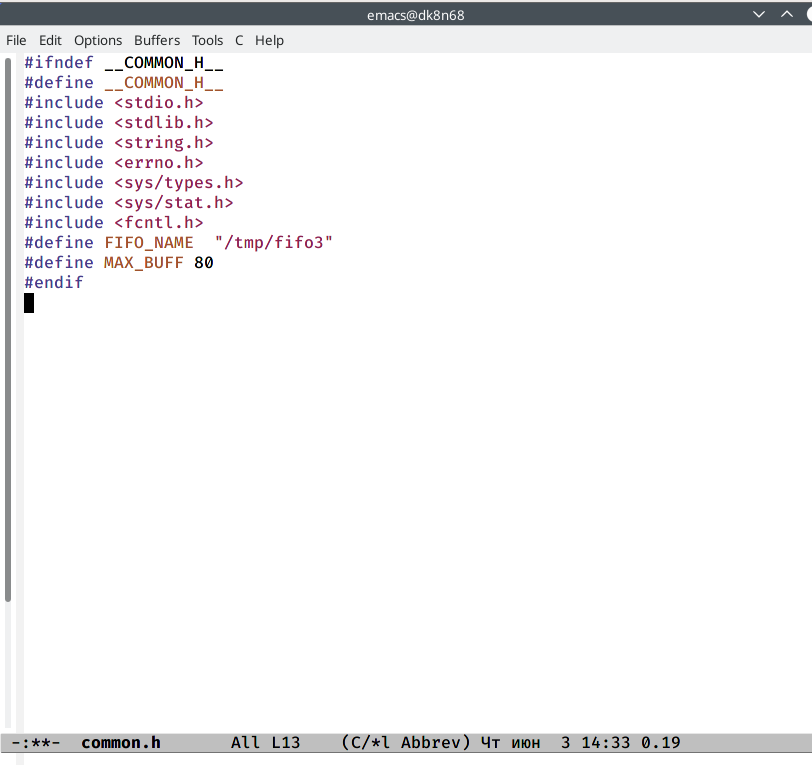 emacs@dk8n68
File Edit Options Buffers Tools C Help
#ifndef __COMMON_H__
#define __COMMON_H__
#include <stdio.h>
#include <stdlib.h>
#include <string.h>
#include <errno.h>
#include <sys/types.h>
#include <sys/stat.h>
#include <fcntl.h>
#define FIFO_NAME  "/tmp/fifo3"
#define MAX_BUFF 80
#endif
-:**-  common.h       All L13    (C/*l Abbrev) Чт июн  3 14:33 0.19